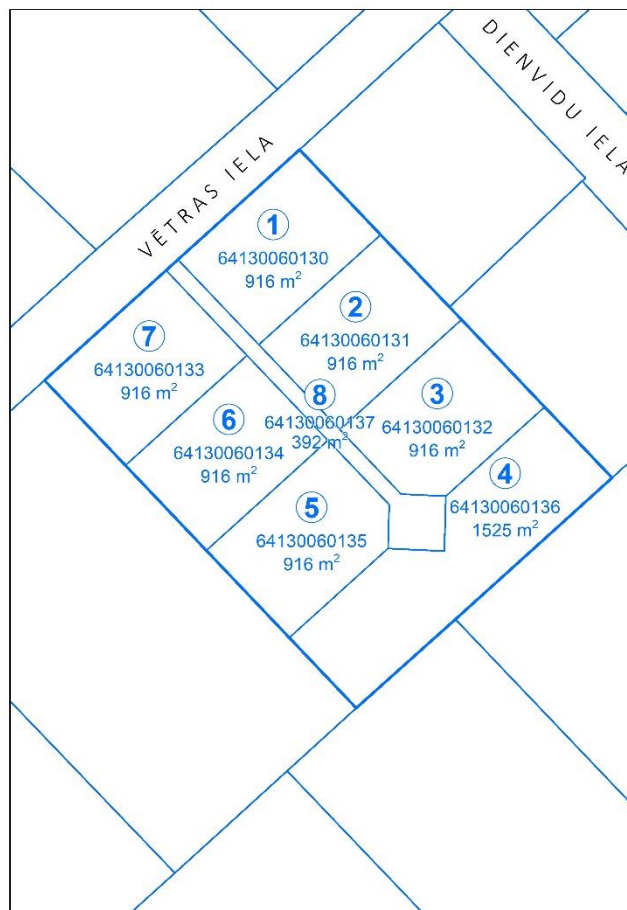 DIENVIDU IELA
VĒTRAS IELA
1
64130060130
916 m²
2
64130060131
916 m²
7
64130060133
916 m²
8
64130060137
392 m²
3
64130060132
916 m²
6
64130060134
916 m²
4
64130060136
1525 m²
5
64130060135
916 m²